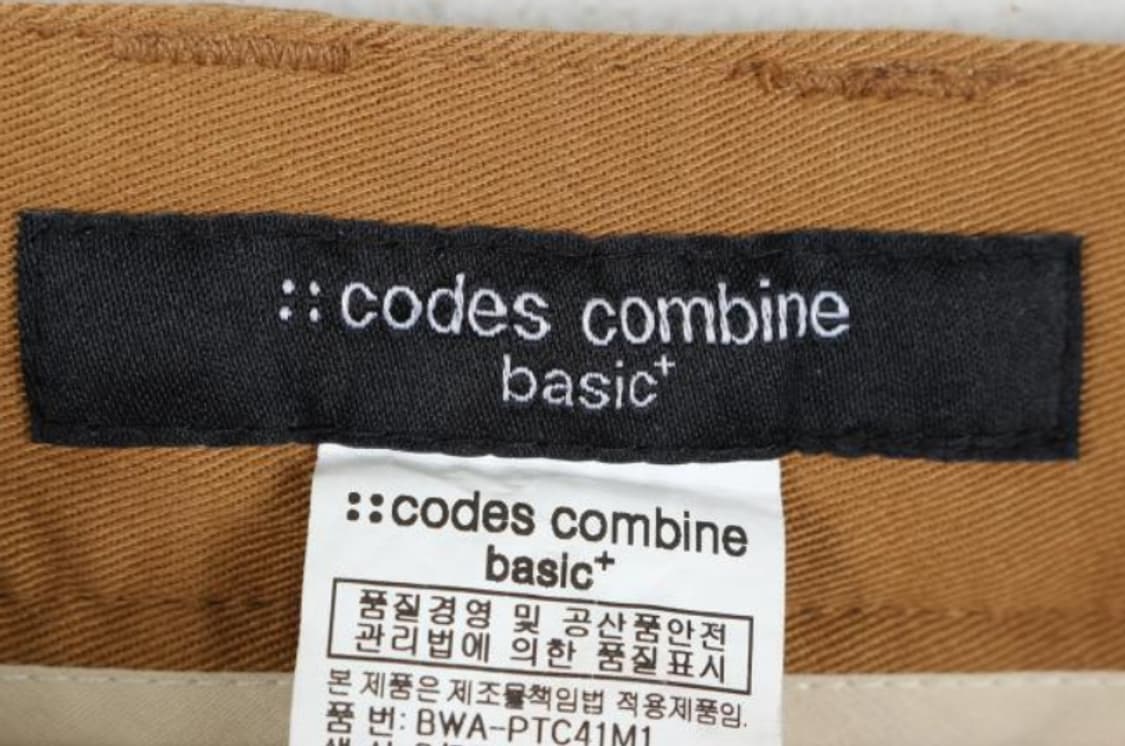 ::codes combine
basic+
::codes combine
basic+
품질경영 및 공산품안전
관리법에 의한 품질표시
본 제품은 제조물책임법 적용제품임.
품 번: BWA-PTC41M1